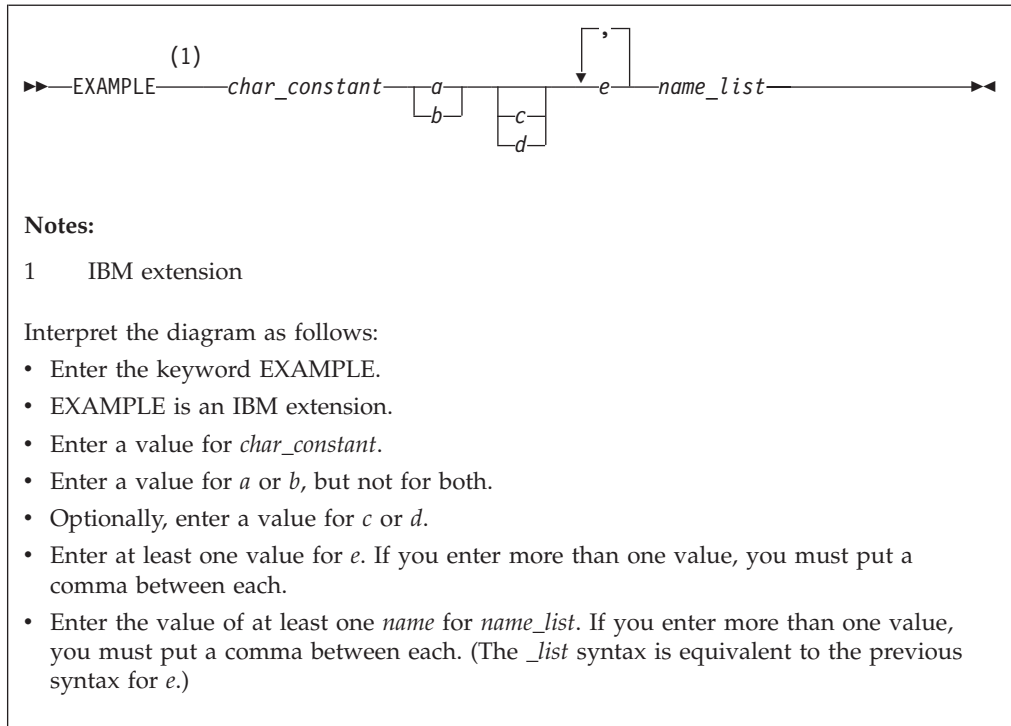 ,
(1)
EXAMPLE char_constant a e name_list
b c
d
Notes:
1 IBM extension
Interpret the diagram as follows:
• Enter the keyword EXAMPLE.
• EXAMPLE is an IBM extension.
• Enter a value for char_constant.
• Enter a value for a or b, but not for both.
• Optionally, enter a value for c or d.
• Enter at least one value for e. If you enter more than one value, you must put a
comma between each.
• Enter the value of at least one name for name_list. If you enter more than one value,
you must put a comma between each. (The _list syntax is equivalent to the previous
syntax for e.)